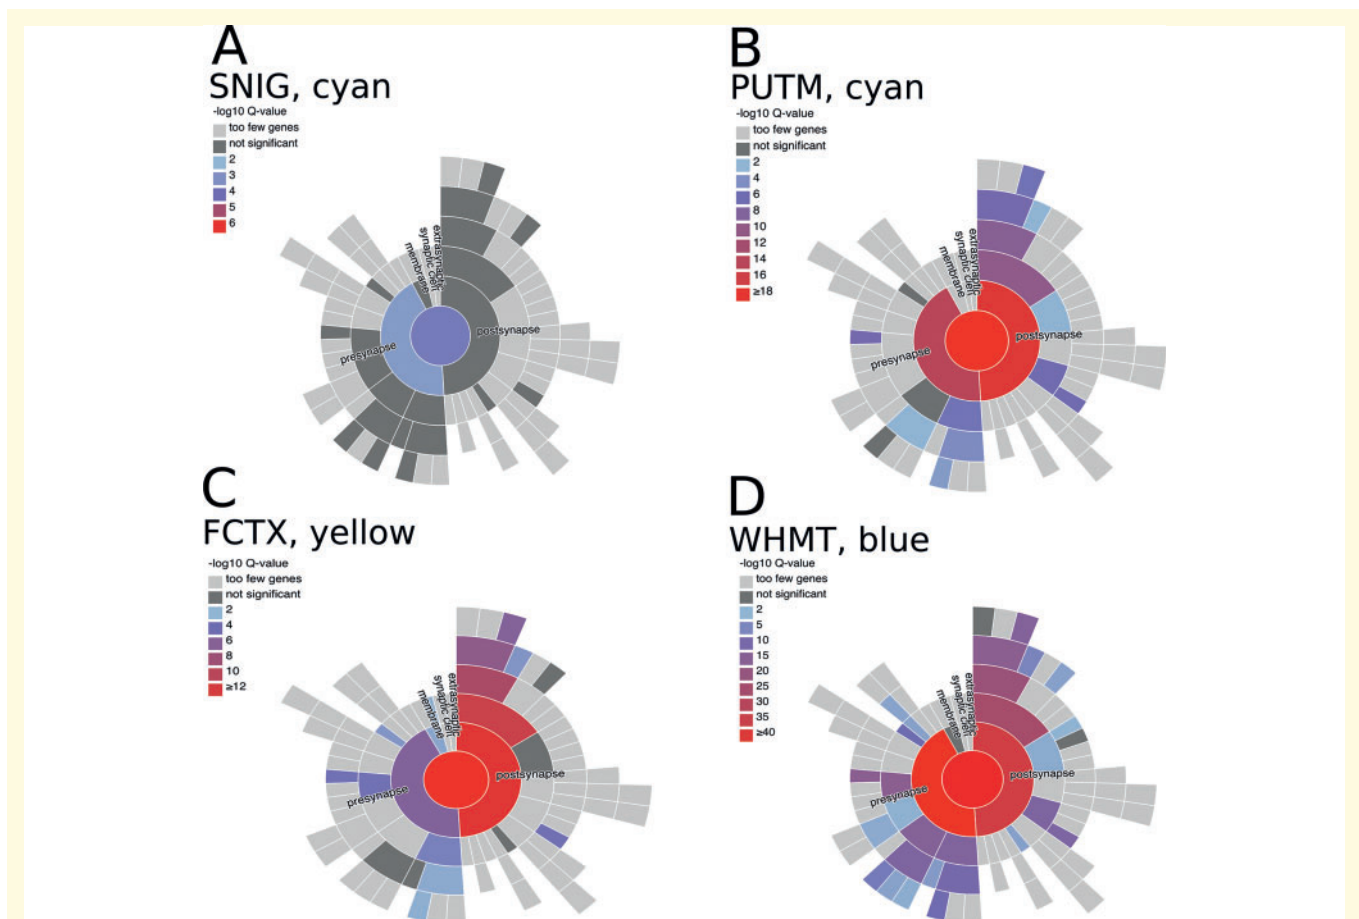 A
SNIG, cyan
-log10 Q-value
too few genes
not significant
2
3
4
5
6
extrasynaptic
synaptic cleft
membrane
postsynapse
presynapse
B
PUTM, cyan
-log10 Q-value
too few genes
not significant
2
4
6
8
10
12
14
16
≥18
extrasynaptic
synaptic cleft
membrane
postsynapse
presynapse
C
FCTX, yellow
-log10 Q-value
too few genes
not significant
2
4
6
8
10
≥12
extrasynaptic
synaptic cleft
membrane
postsynapse
presynapse
D
WHMT, blue
-log10 Q-value
too few genes
not significant
2
5
10
15
20
25
30
35
≥40
extrasynaptic
synaptic cleft
membrane
postsynapse
presynapse